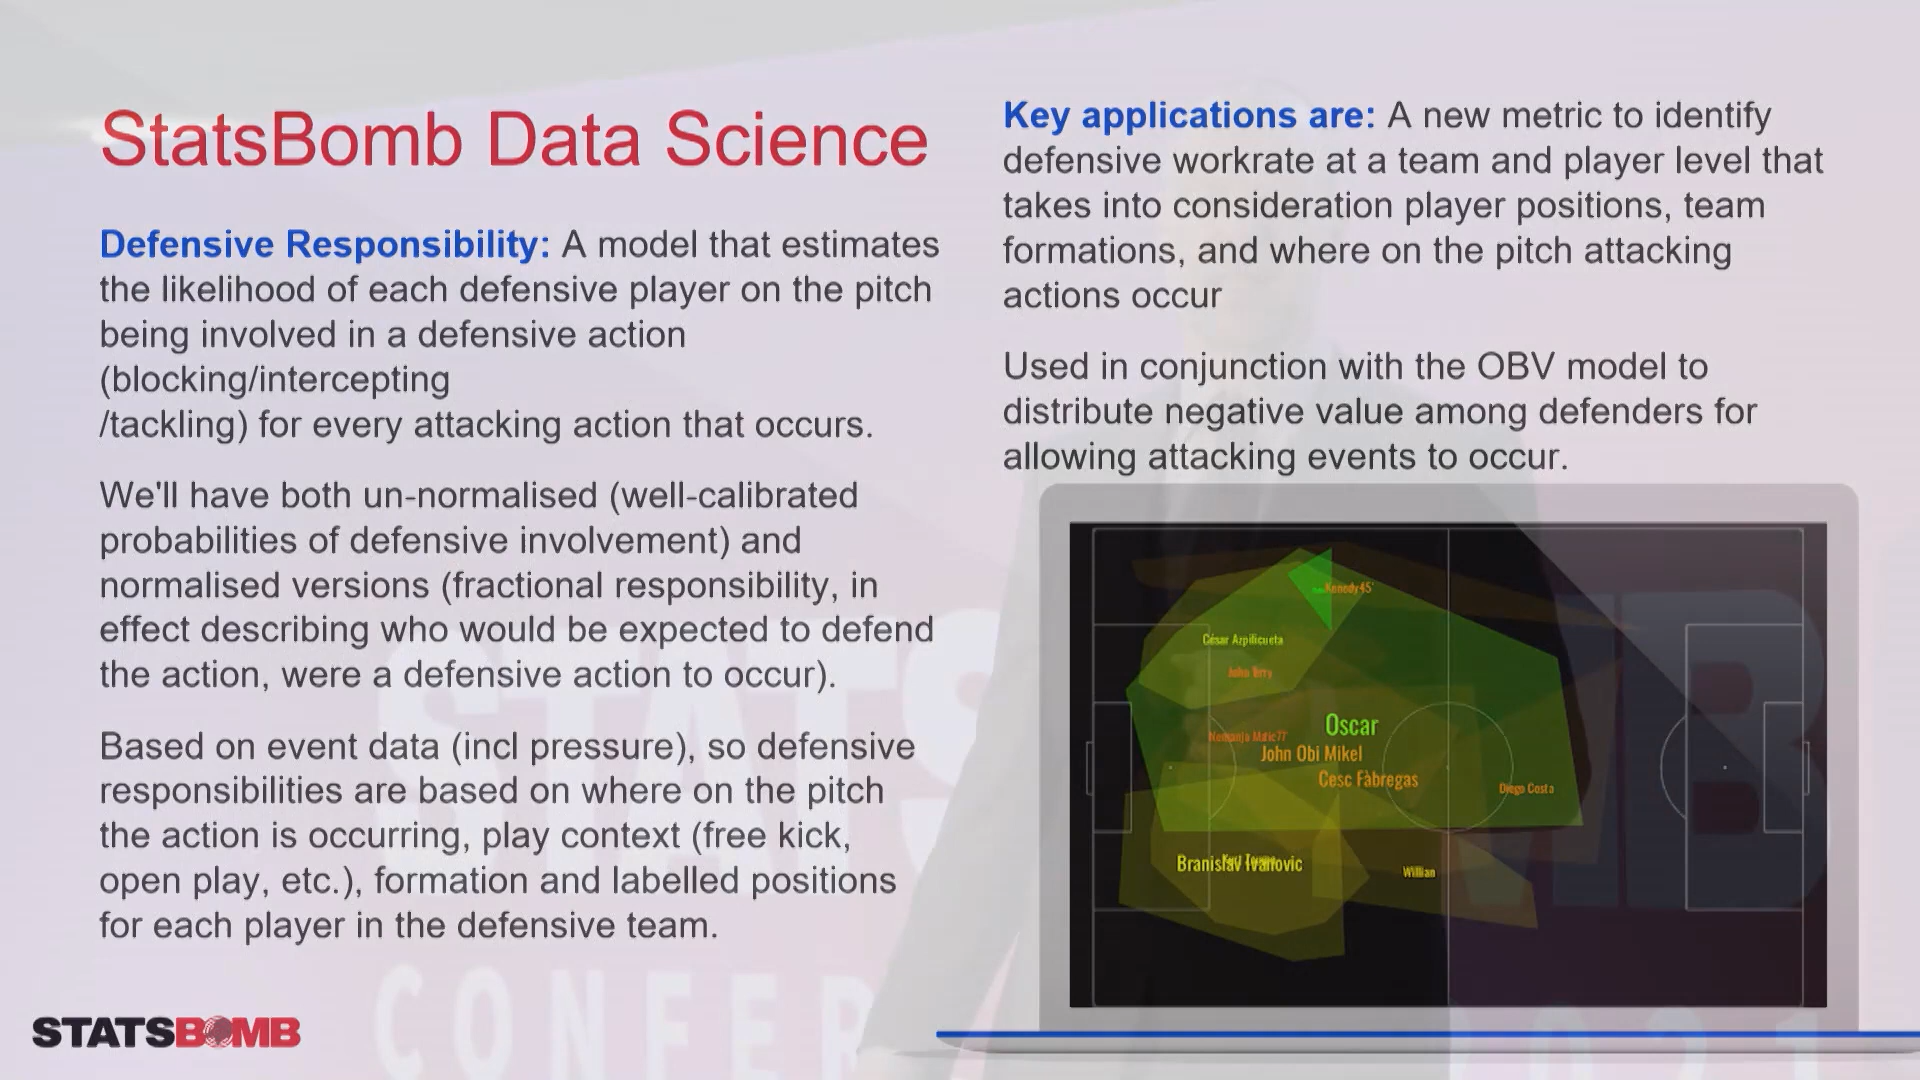 StatsBomb Data Science
Defensive Responsibility: A model that estimates
the likelihood of each defensive player on the pitch
being involved in a defensive action
(blocking/intercepting
/tackling) for every attacking action that occurs.
We'll have both un-normalised (well-calibrated
probabilities of defensive involvement) and
normalised versions (fractional responsibility, in
effect describing who would be expected to defend
the action, were a defensive action to occur).
Based on event data (incl pressure), so defensive
responsibilities are based on where on the pitch
the action is occurring, play context (free kick,
open play, etc.), formation and labelled positions
for each player in the defensive team.
Key applications are: A new metric to identify
defensive workrate at a team and player level that
takes into consideration player positions, team
formations, and where on the pitch attacking
actions occur
Used in conjunction with the OBV model to
distribute negative value among defenders for
allowing attacking events to occur.
Kenedy45'
César Azpilicueta
John Terry
Oscar
Nemanja Matic77'
John Obi Mikel
Cesc Fàbregas
Diego Costa
Branislav Ivanovic
Willian
STATSBOMB
STATS
CONFER
2021